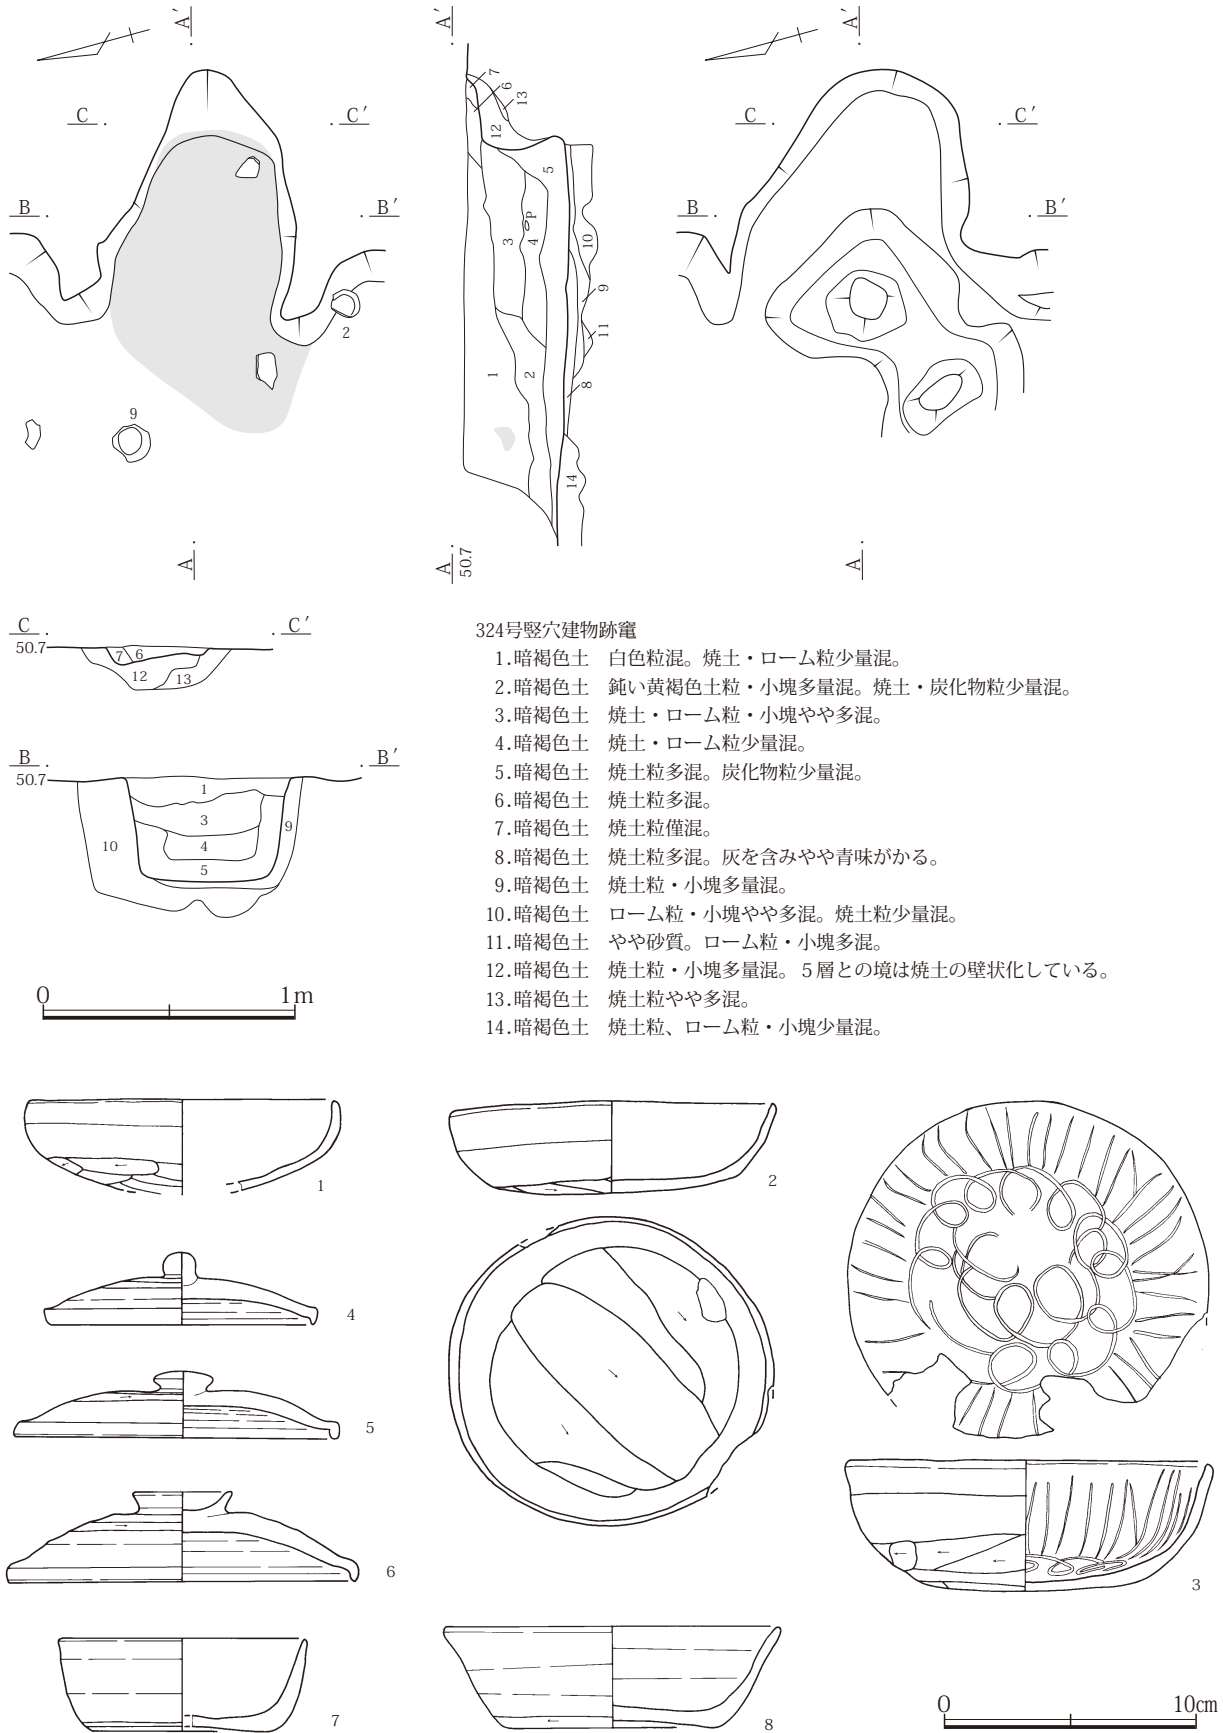 A′
A′
A′
C
C′
C
C′
B
B′
B
B′
2
9
7
6
13
12
5
P
3
4
10
9
11
1
2
8
14
A
A
50.7
A
C
C′
50.7
7
6
12
13
B
B′
50.7
1
3
9
4
10
5
0
1m
324号竪穴建物跡竈
1.暗褐色土　白色粒混。焼土・ローム粒少量混。
2.暗褐色土　鈍い黄褐色土粒・小塊多量混。焼土・炭化物粒少量混。
3.暗褐色土　焼土・ローム粒・小塊やや多混。
4.暗褐色土　焼土・ローム粒少量混。
5.暗褐色土　焼土粒多混。炭化物粒少量混。
6.暗褐色土　焼土粒多混。
7.暗褐色土　焼土粒僅混。
8.暗褐色土　焼土粒多混。灰を含みやや青味がかる。
9.暗褐色土　焼土粒・小塊多量混。
10.暗褐色土　ローム粒・小塊やや多混。焼土粒少量混。
11.暗褐色土　やや砂質。ローム粒・小塊多混。
12.暗褐色土　焼土粒・小塊多量混。５層との境は焼土の壁状化している。
13.暗褐色土　焼土粒やや多混。
14.暗褐色土　焼土粒、ローム粒・小塊少量混。
1
2
4
5
6
3
7
8
0
10cm